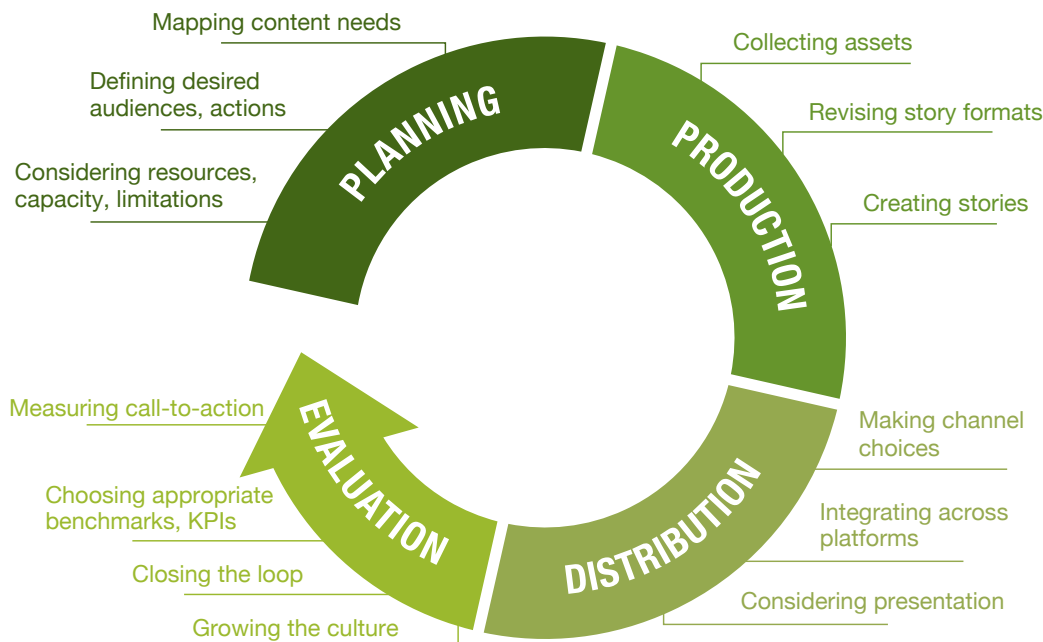 Mapping content needs
Defining desired
audiences, actions
Considering resources,
capacity, limitations
PLANNING
Collecting assets
Revising story formats
Creating stories
PRODUCTION
Making channel
choices
Integrating across
platforms
Considering presentation
DISTRIBUTION
Measuring call-to-action
Choosing appropriate
benchmarks, KPIs
Closing the loop
Growing the culture
EVALUATION